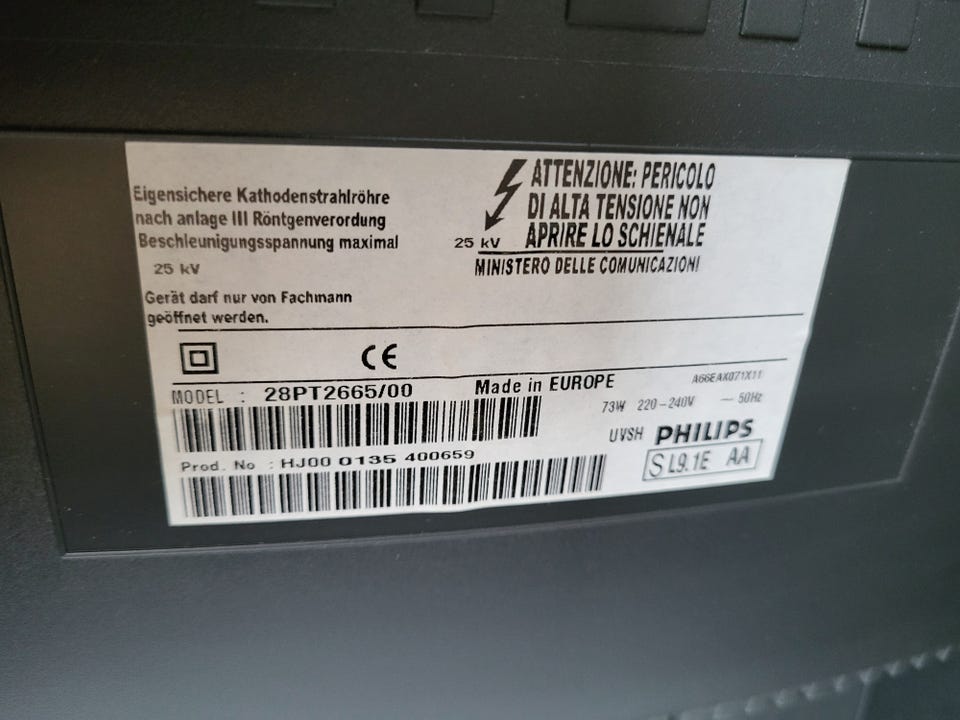 Eigensichere Kathodenstrahlröhre
nach anlage III Röntgenverordung
Beschleunigungsspannung maximal
25 kV
Gerät darf nur von Fachmann
geöffnet werden.
ATTENZIONE: PERICOLO
DI ALTA TENSIONE NON
25 kV APRIRE LO SCHIENALE
MINISTERO DELLE COMUNICAZIONI
CE
MODEL : 28PT2665/00 Made in EUROPE A66EAK071X11
73W 220-240V ~ 50Hz
UVSH PHILIPS
Prod. No : HJ00 0135 400659
S L9.1E AA